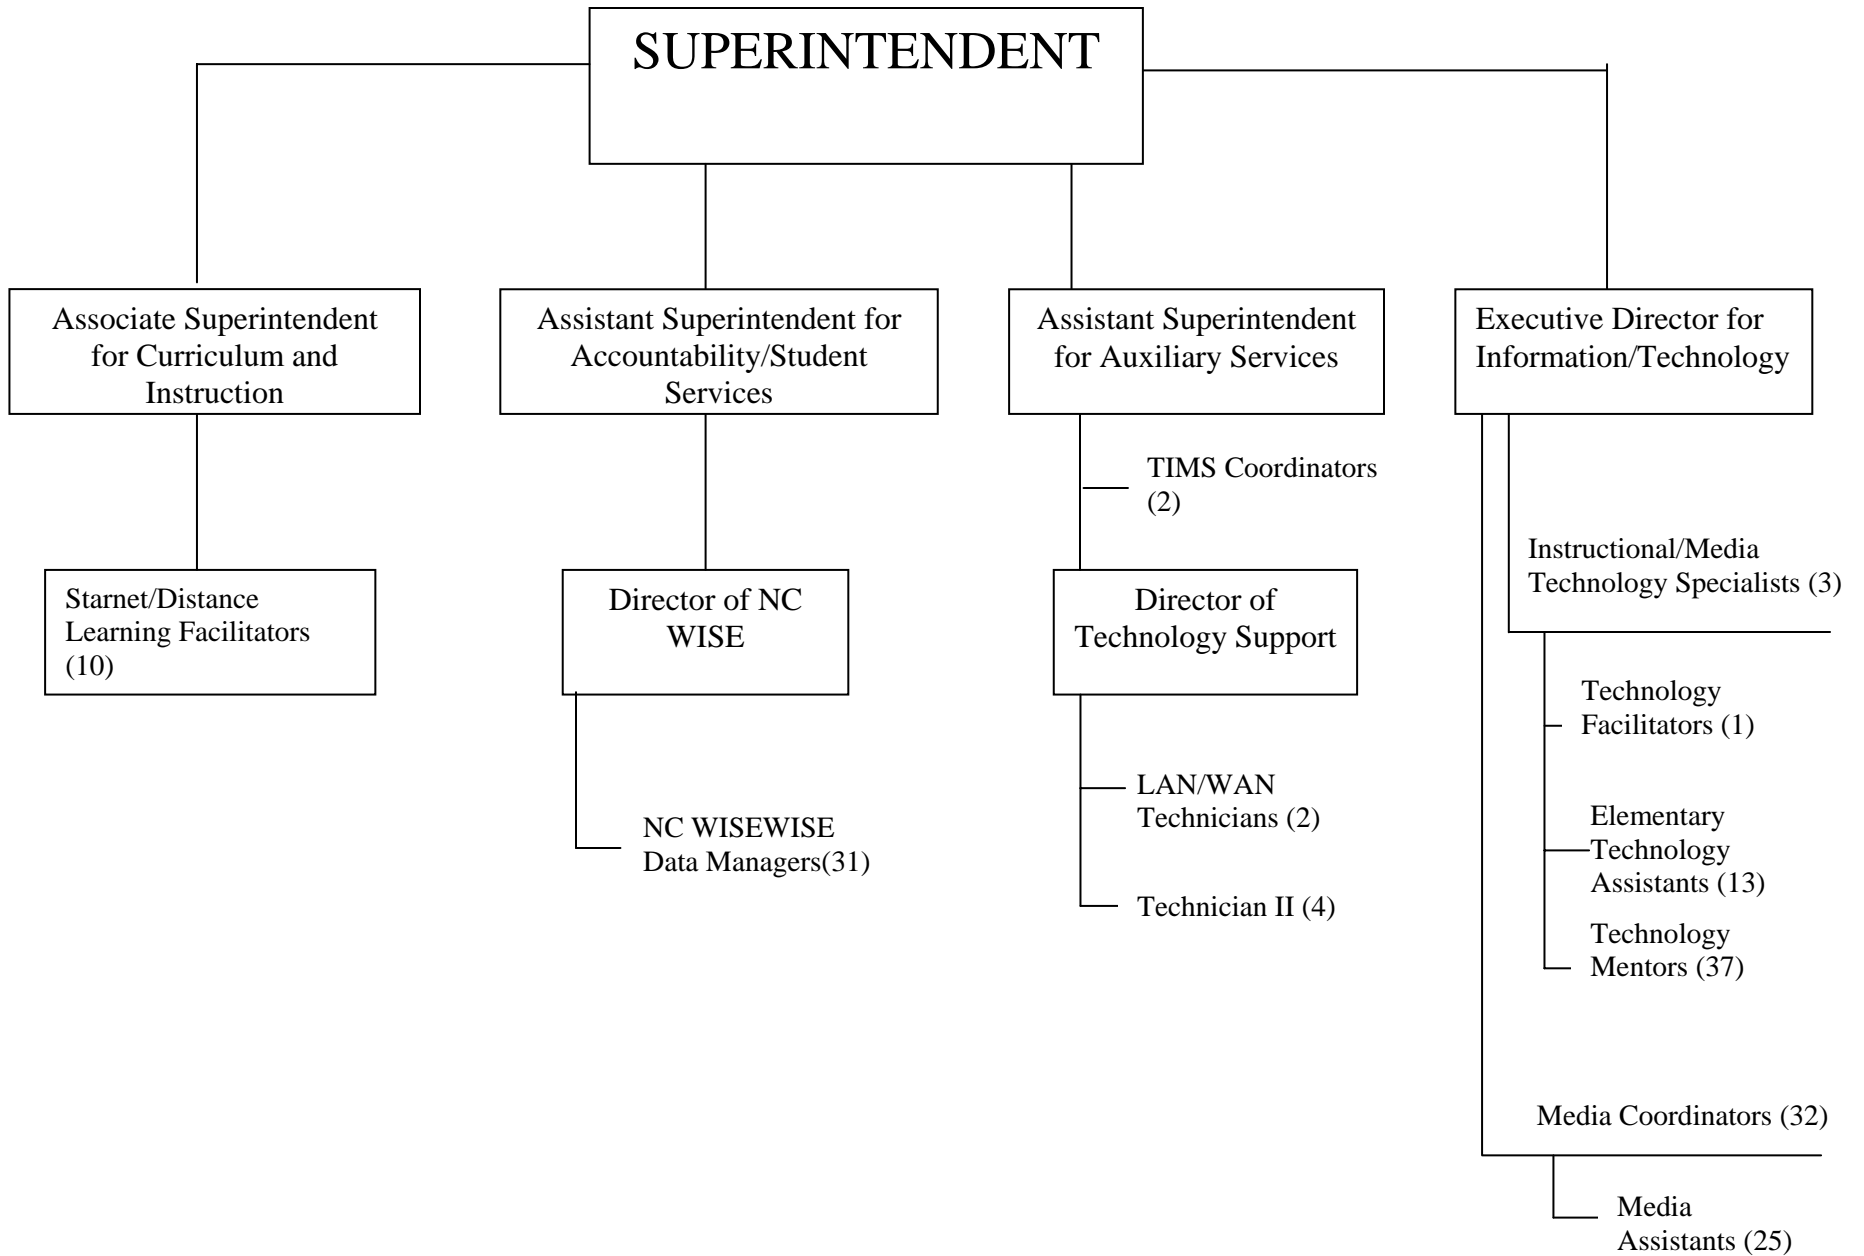 SUPERINTENDENT
Associate Superintendent
for Curriculum and
Instruction
Assistant Superintendent for
Accountability/Student
Services
Assistant Superintendent
for Auxiliary Services
Executive Director for
Information/Technology
TIMS Coordinators
(2)
Instructional/Media
Technology Specialists (3)
Starnet/Distance
Learning Facilitators
(10)
Director of NC
WISE
Director of
Technology Support
Technology
Facilitators (1)
NC WISEWISE
Data Managers(31)
LAN/WAN
Technicians (2)
Elementary
Technology
Assistants (13)
Technician II (4)
Technology
Mentors (37)
Media Coordinators (32)
Media
Assistants (25)